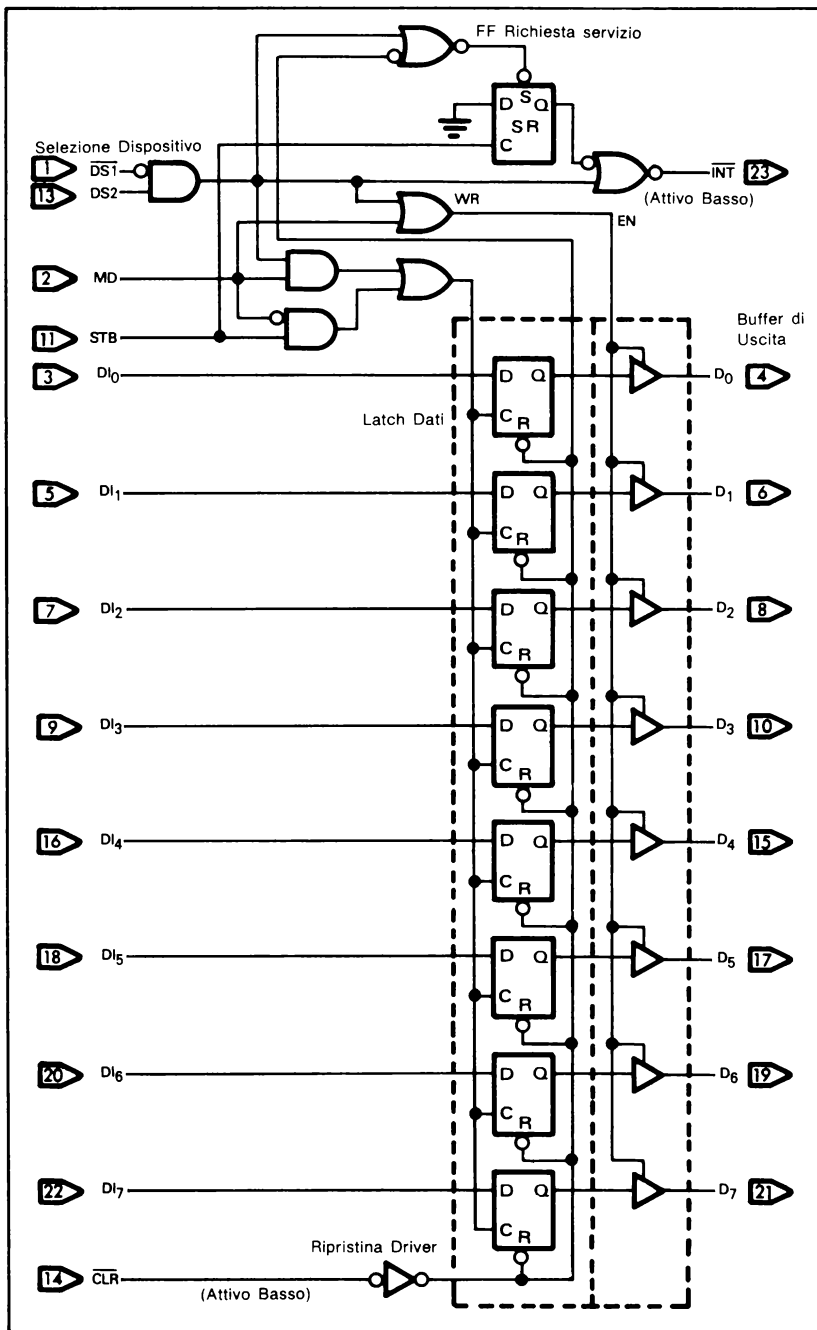 FF Richiesta servizio
S
D Q
SR
C
Selezione Dispositivo
1 DS1
13 DS2
INT 23
(Attivo Basso)
WR
EN
2 MD
11 STB
Buffer di
Uscita
3 DI0 D Q D0 4
Latch Dati
C R
5 DI1 D Q D1 6
C R
7 DI2 D Q D2 8
C R
9 DI3 D Q D3 10
C R
16 DI4 D Q D4 15
C R
18 DI5 D Q D5 17
C R
20 DI6 D Q D6 19
C R
22 DI7 D Q D7 21
C R
Ripristina Driver
14 CLR
(Attivo Basso)